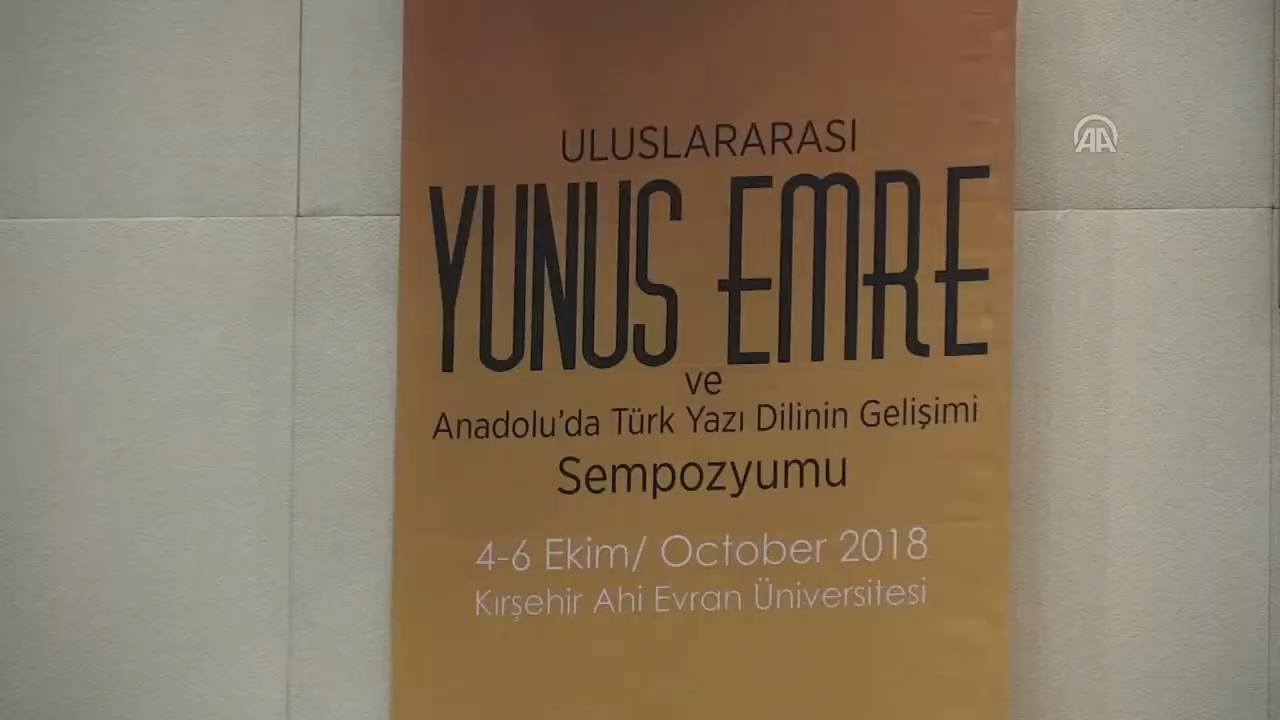 AA
ULUSLARARASI
YUNUS EMRE
ve
Anadolu'da Türk Yazı Dilinin Gelişimi
Sempozyumu
4-6 Ekim/ October 2018
Kırşehir Ahi Evran Üniversitesi